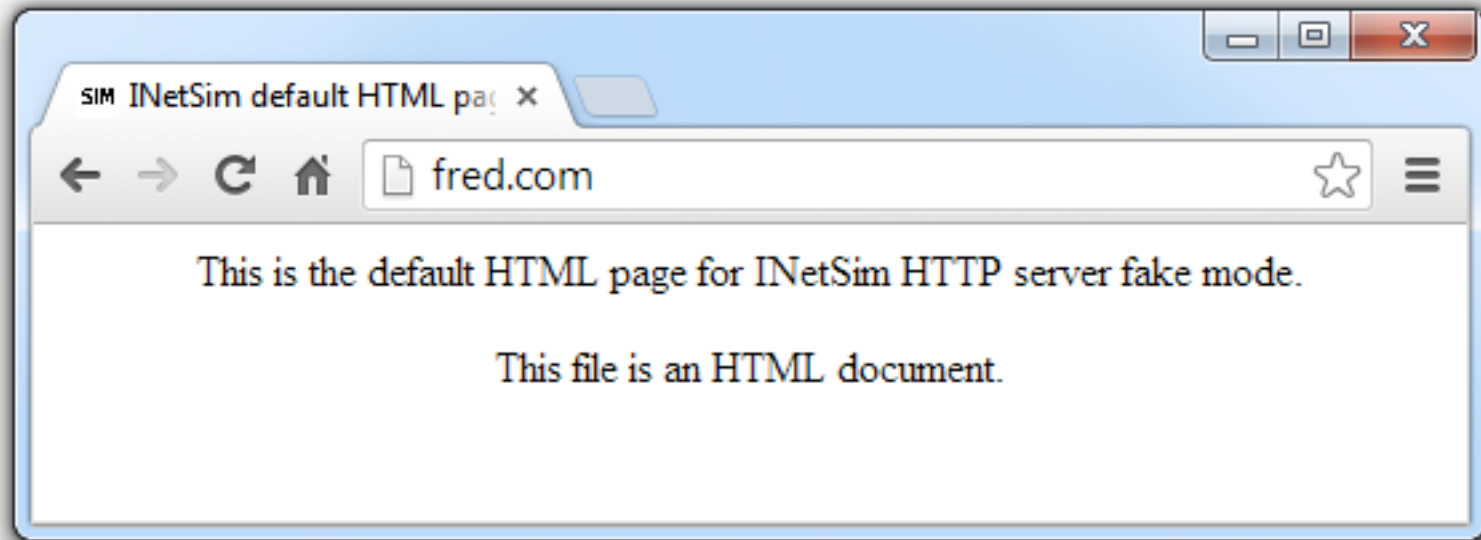 SIM INetSim default HTML pag
fred.com
This is the default HTML page for INetSim HTTP server fake mode.
This file is an HTML document.